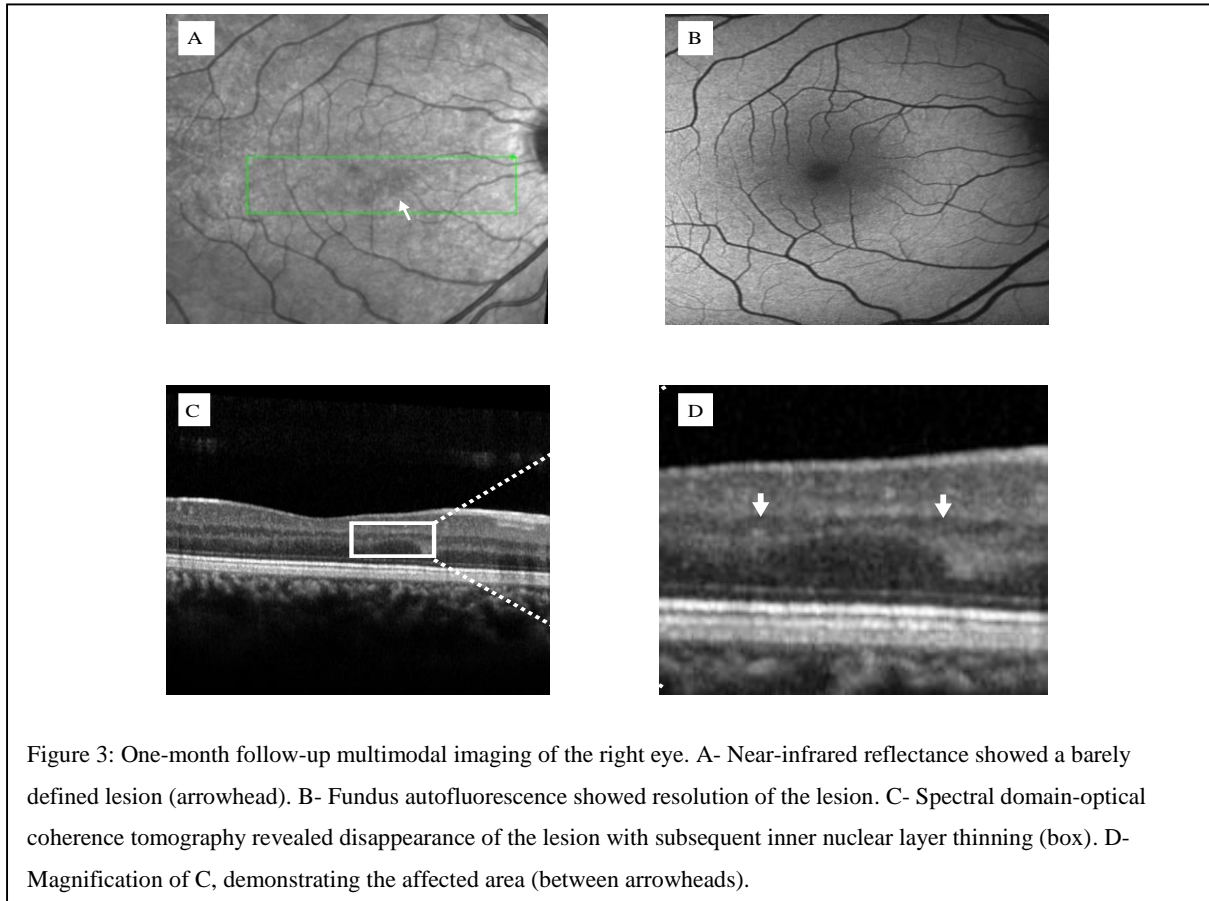 A
B
C
D
Figure 3: One-month follow-up multimodal imaging of the right eye. A- Near-infrared reflectance showed a barely
defined lesion (arrowhead). B- Fundus autofluorescence showed resolution of the lesion. C- Spectral domain-optical
coherence tomography revealed disappearance of the lesion with subsequent inner nuclear layer thinning (box). D-
Magnification of C, demonstrating the affected area (between arrowheads).